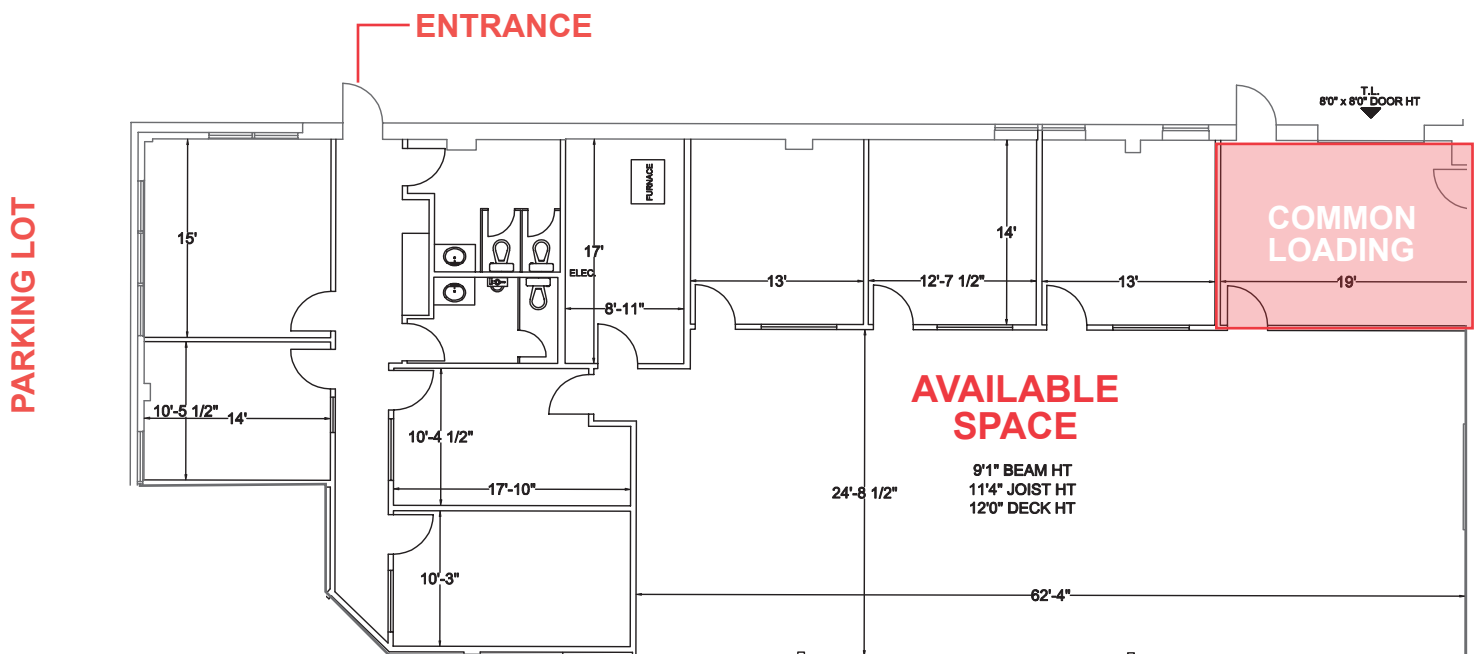 ENTRANCE
T.L.
8'0" x 8'0" DOOR HT
PARKING LOT
FURNACE
COMMON
LOADING
15'
17'
14'
ELEC.
13'
12'-7 1/2"
13'
19'
8'-11"
AVAILABLE
SPACE
10'-5 1/2"
14'
10'-4 1/2"
9'1" BEAM HT
11'4" JOIST HT
12'0" DECK HT
17'-10"
24'-8 1/2"
10'-3"
62'-4"